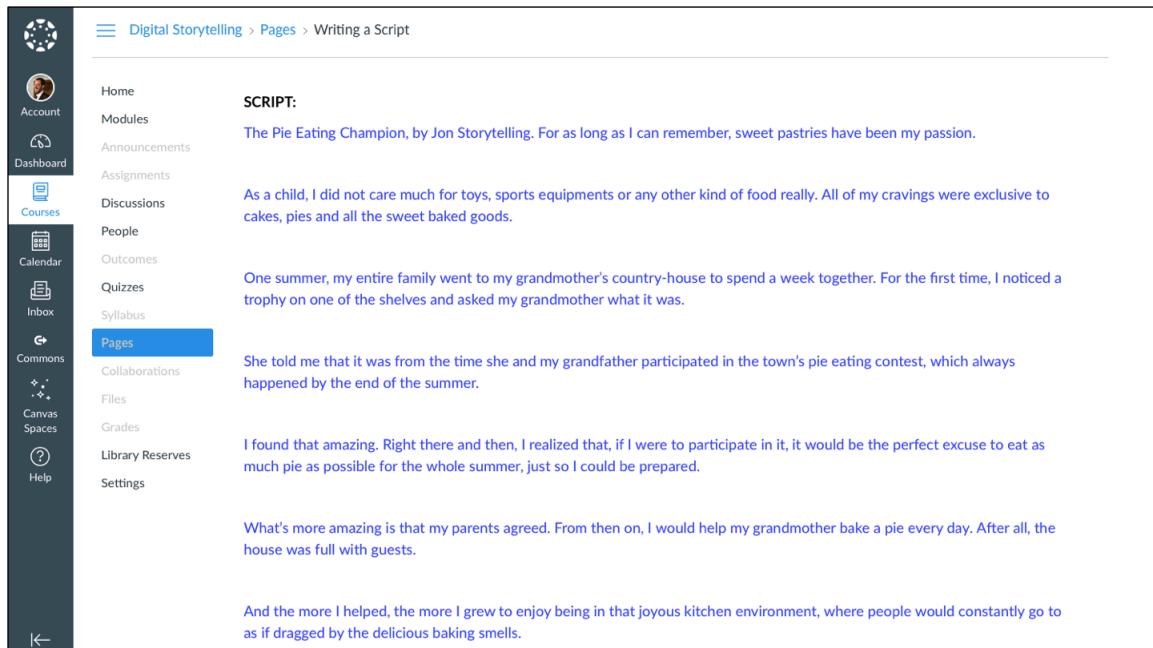 Digital Storytelling > Pages > Writing a Script
Account
Dashboard
Courses
Calendar
Inbox
Commons
Canvas
Spaces
Help
Home
Modules
Announcements
Assignments
Discussions
People
Outcomes
Quizzes
Syllabus
Pages
Collaborations
Files
Grades
Library Reserves
Settings
SCRIPT:
The Pie Eating Champion, by Jon Storytelling. For as long as I can remember, sweet pastries have been my passion.
As a child, I did not care much for toys, sports equipments or any other kind of food really. All of my cravings were exclusive to
cakes, pies and all the sweet baked goods.
One summer, my entire family went to my grandmother's country-house to spend a week together. For the first time, I noticed a
trophy on one of the shelves and asked my grandmother what it was.
She told me that it was from the time she and my grandfather participated in the town's pie eating contest, which always
happened by the end of the summer.
I found that amazing. Right there and then, I realized that, if I were to participate in it, it would be the perfect excuse to eat as
much pie as possible for the whole summer, just so I could be prepared.
What's more amazing is that my parents agreed. From then on, I would help my grandmother bake a pie every day. After all, the
house was full with guests.
And the more I helped, the more I grew to enjoy being in that joyous kitchen environment, where people would constantly go to
as if dragged by the delicious baking smells.